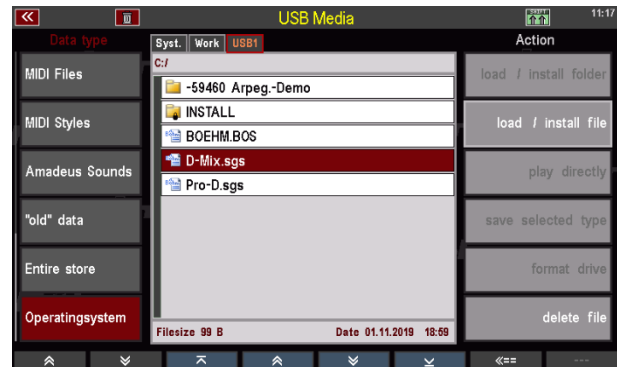 USB Media
START
11:17
Data type
Syst. Work USB1
Action
C:/
MIDI Files
-59460 Arpeg.-Demo
load / install folder
INSTALL
MIDI Styles
BOEHM.BOS
load / install file
D-Mix.sgs
Amadeus Sounds
Pro-D.sgs
play directly
"old" data
save selected type
Entire store
format drive
Operatingsystem
Filesize 99 B
Date 01.11.2019 18:59
delete file